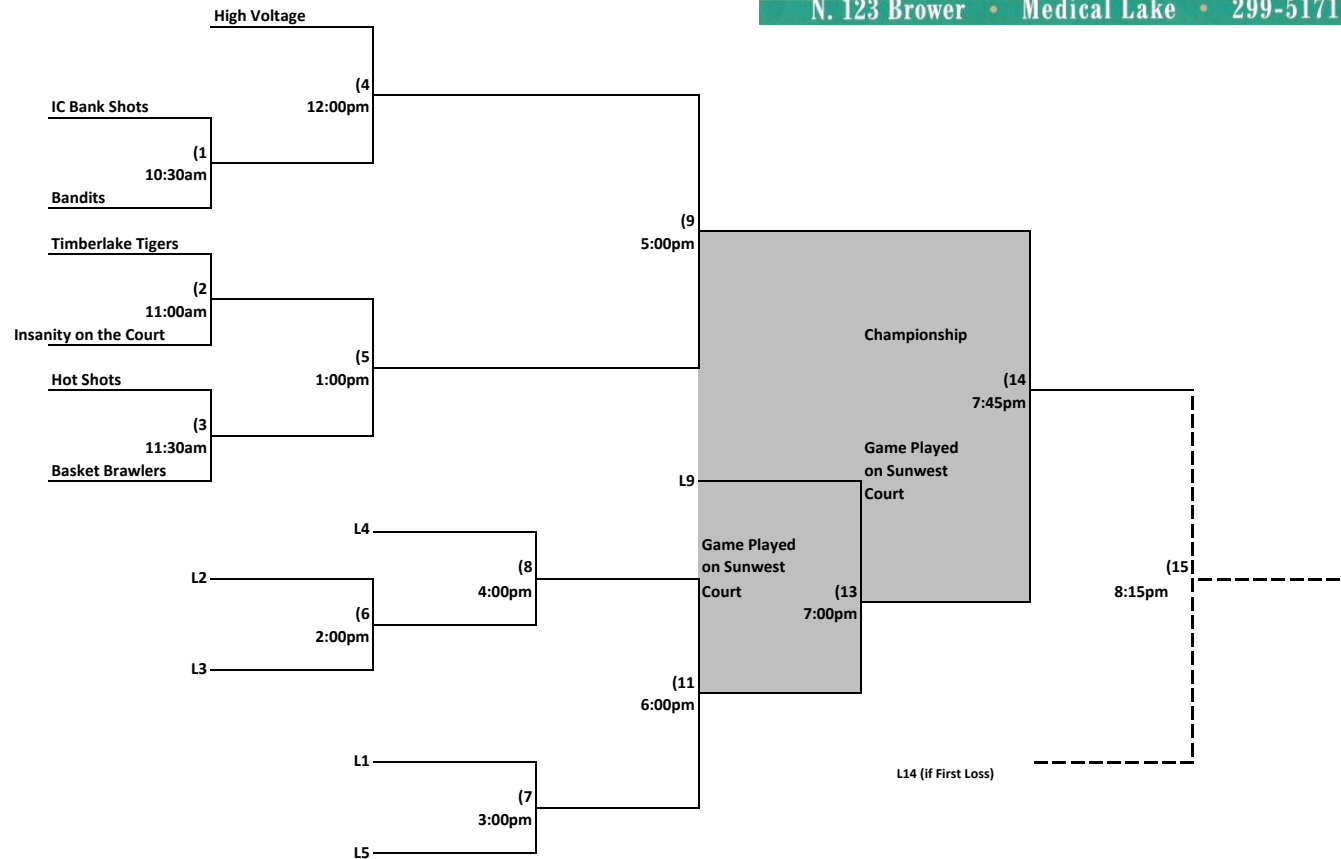 High Voltage
N. 123 Brower • Medical Lake • 299-5171
(4
12:00pm
IC Bank Shots
(1
10:30am
Bandits
(9
5:00pm
Timberlake Tigers
(2
11:00am
Insanity on the Court
Championship
(5
1:00pm
Hot Shots
(14
7:45pm
(3
11:30am
Basket Brawlers
Game Played
on Sunwest
Court
L9
L4
Game Played
on Sunwest
Court
(8
4:00pm
L2
(15
8:15pm
(13
7:00pm
(6
2:00pm
L3
(11
6:00pm
L1
L14 (if First Loss)
(7
3:00pm
L5